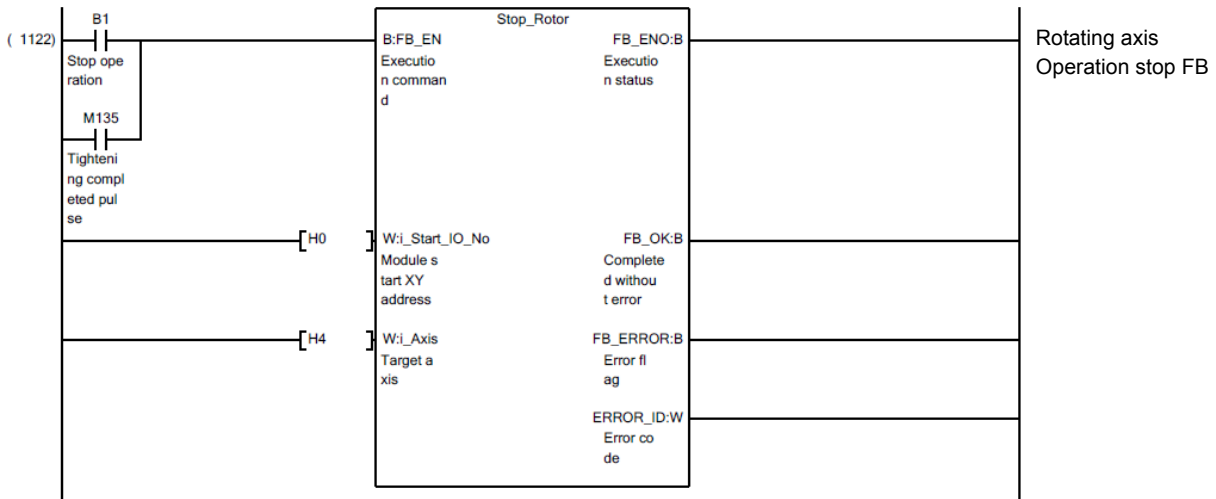 B1
Stop_Rotor
( 1122)
B:FB_EN
FB_ENO:B
Rotating axis
Operation stop FB
Stop ope
ration
Executio
n comman
d
Executio
n status
M135
Tighteni
ng compl
eted pul
se
H0
W:i_Start_IO_No
FB_OK:B
Module s
tart XY
address
Complete
d withou
t error
H4
W:i_Axis
FB_ERROR:B
Target a
xis
Error fl
ag
ERROR_ID:W
Error co
de